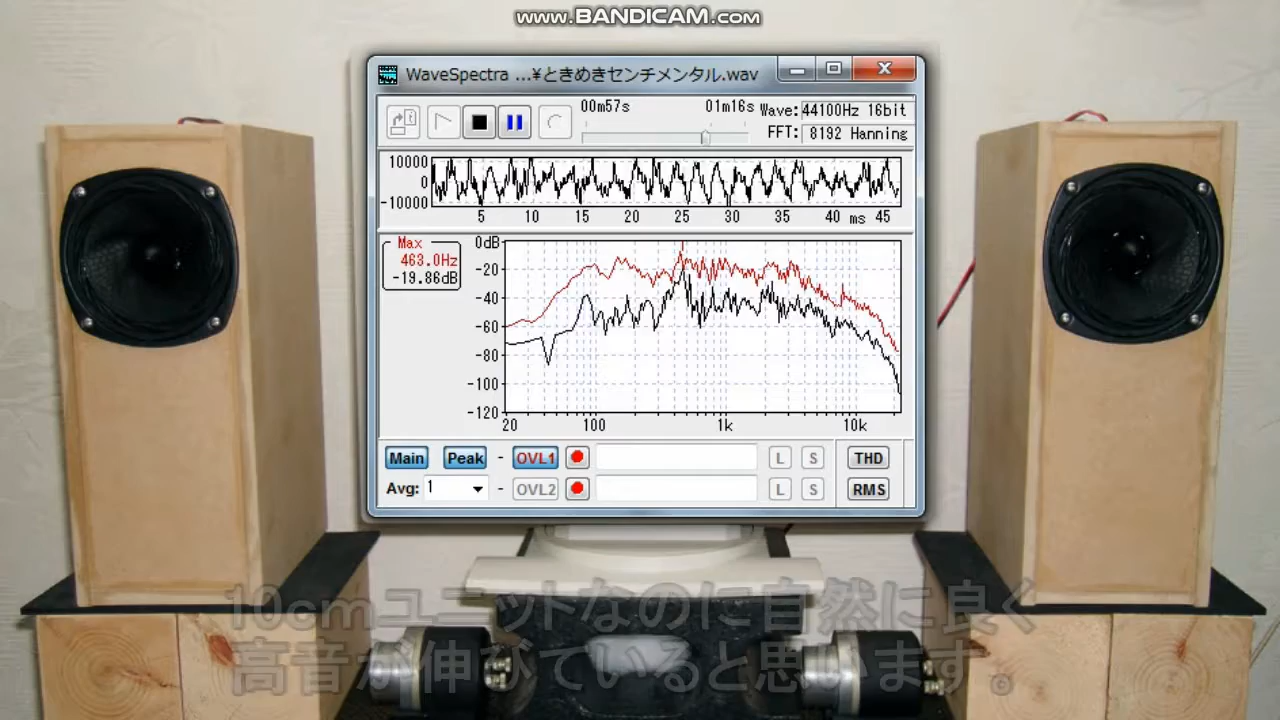 www.BANDICAM.com
WaveSpectra ...¥ときめきセンチメンタル.wav
00m57s 01m16s Wave: 44100Hz 16bit
FFT: 8192 Hanning
10000
0
-10000
5 10 15 20 25 30 35 40 ms 45
Max
463.0Hz
-19.86dB
0dB
-20
-40
-60
-80
-100
-120
20 100 1k 10k
Main Peak - OVL1 L S THD
Avg: 1 - OVL2 L S RMS
10cmユニットなのに自然に良く
高音が伸びていると思います。